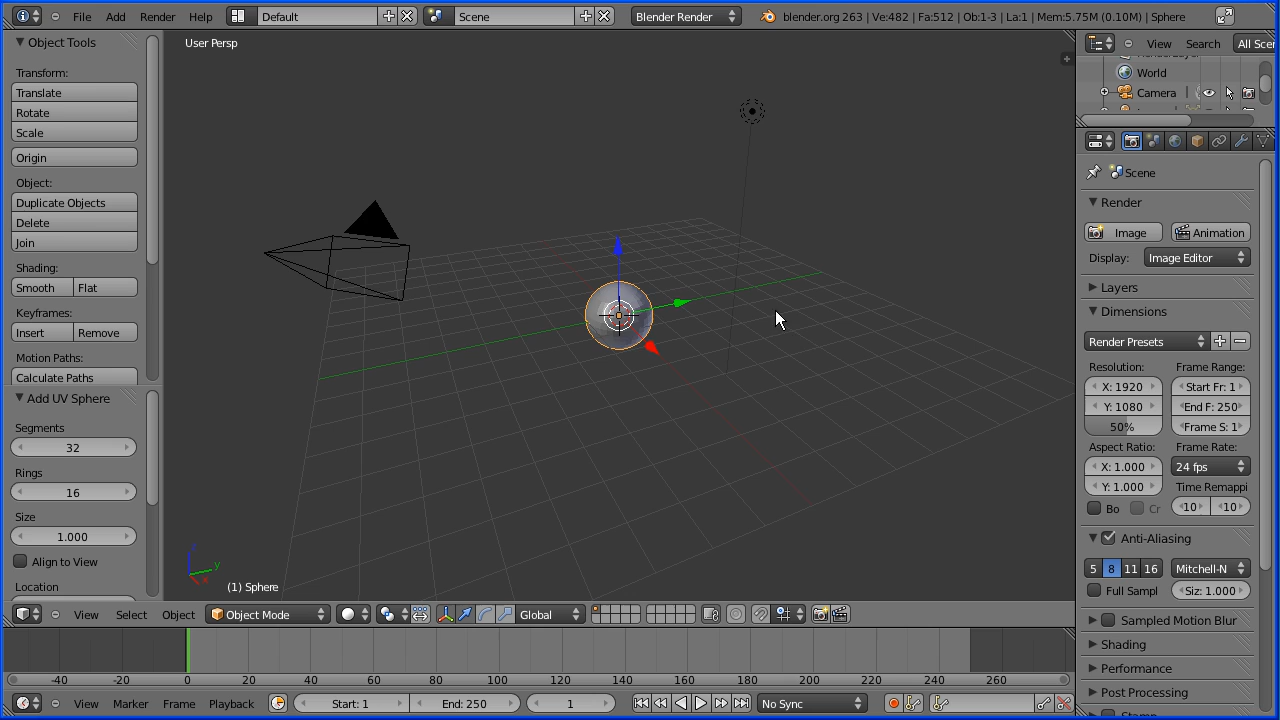 File Add Render Help Default Scene Blender Render blender.org 263 | Ve:482 | Fa:512 | Ob:1-3 | La:1 | Mem:5.75M (0.10M) | Sphere
Object Tools
Transform:
Translate
Rotate
Scale
Origin
Object:
Duplicate Objects
Delete
Join
Shading:
Smooth Flat
Keyframes:
Insert Remove
Motion Paths:
Calculate Paths
Add UV Sphere
Segments
32
Rings
16
Size
1.000
Align to View
Location
User Persp
z
y
x
(1) Sphere
View Select Object Object Mode Global
-40 -20 0 20 40 60 80 100 120 140 160 180 200 220 240 260
View Marker Frame Playback Start: 1 End: 250 1 No Sync
View Search All Scer
World
Camera
Scene
Render
Image Animation
Display: Image Editor
Layers
Dimensions
Render Presets
Resolution: Frame Range:
X: 1920 Start Fr: 1
Y: 1080 End F: 250
50% Frame S: 1
Aspect Ratio: Frame Rate:
X: 1.000 24 fps
Y: 1.000 Time Remappi
Bo Cr 10 10
Anti-Aliasing
5 8 11 16 Mitchell-N
Full Sampl Siz: 1.000
Sampled Motion Blur
Shading
Performance
Post Processing